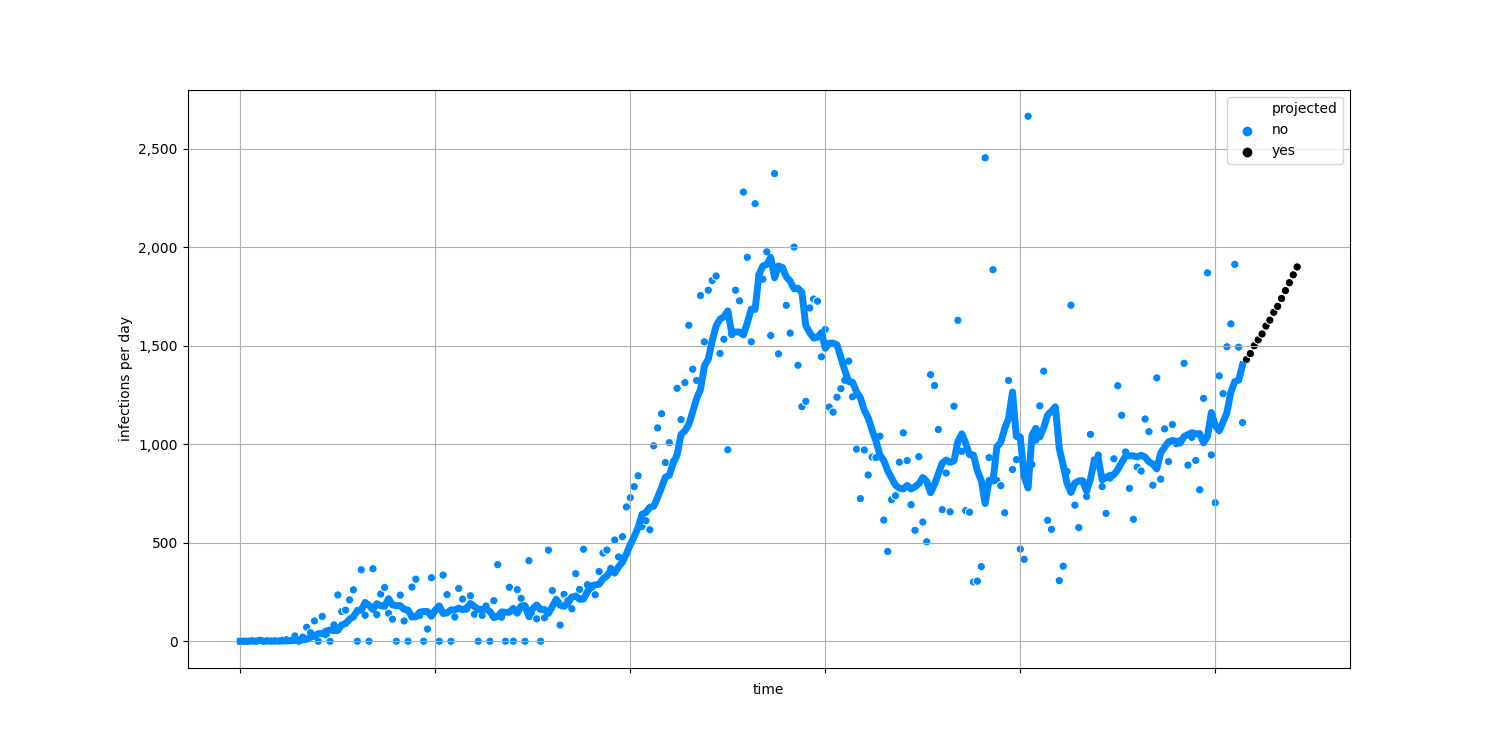 projected
no
yes
2,500
2,000
1,500
1,000
500
0
infections per day
time